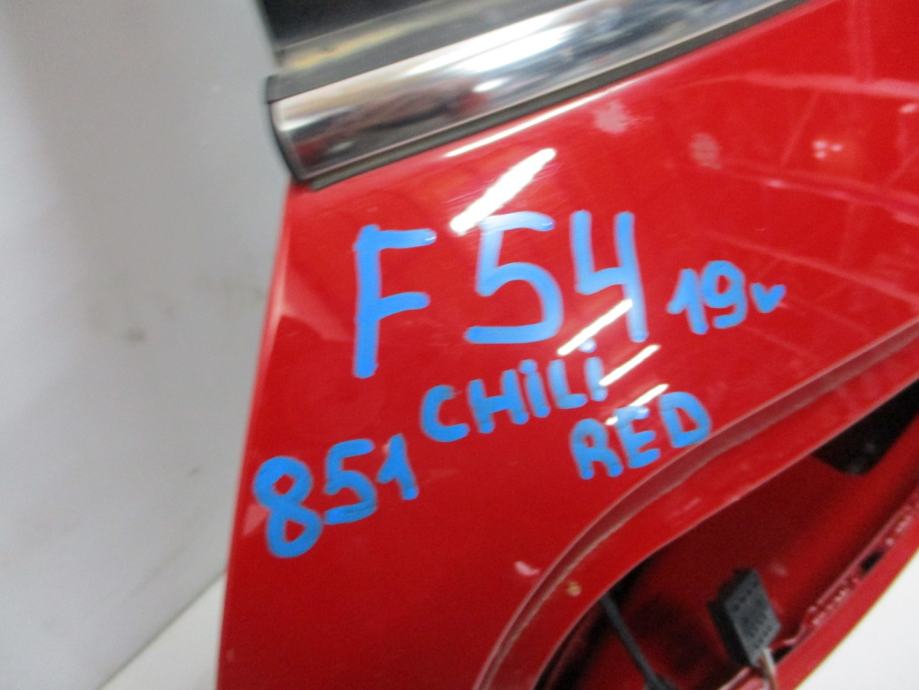 F54 19v
851 CHiLi
RED